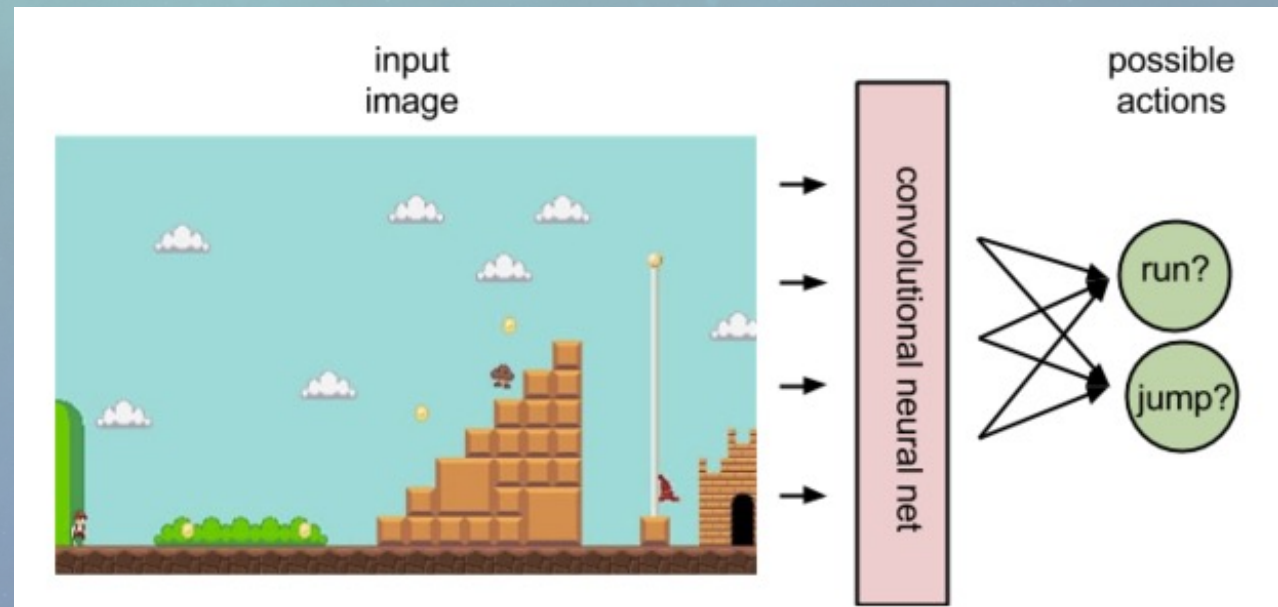 input
image
possible
actions
convolutional neural net
run?
jump?